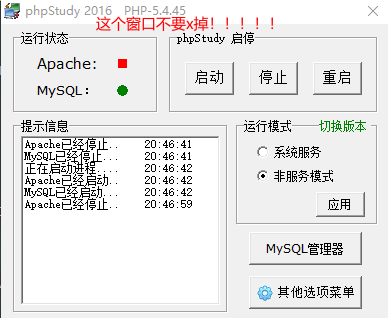 phpStudy 2016 PHP-5.4.45
这个窗口不要x掉！！！！！
运行状态
Apache:
MySQL:
phpStudy 启停
启动
停止
重启
提示信息
Apache已经停止.. 20:46:41
MySQL已经停止... 20:46:41
正在启动进程.... 20:46:42
Apache已经启动.. 20:46:42
MySQL已经启动... 20:46:42
Apache已经停止.. 20:46:59
运行模式
切换版本
系统服务
非服务模式
应用
MySQL管理器
其他选项菜单